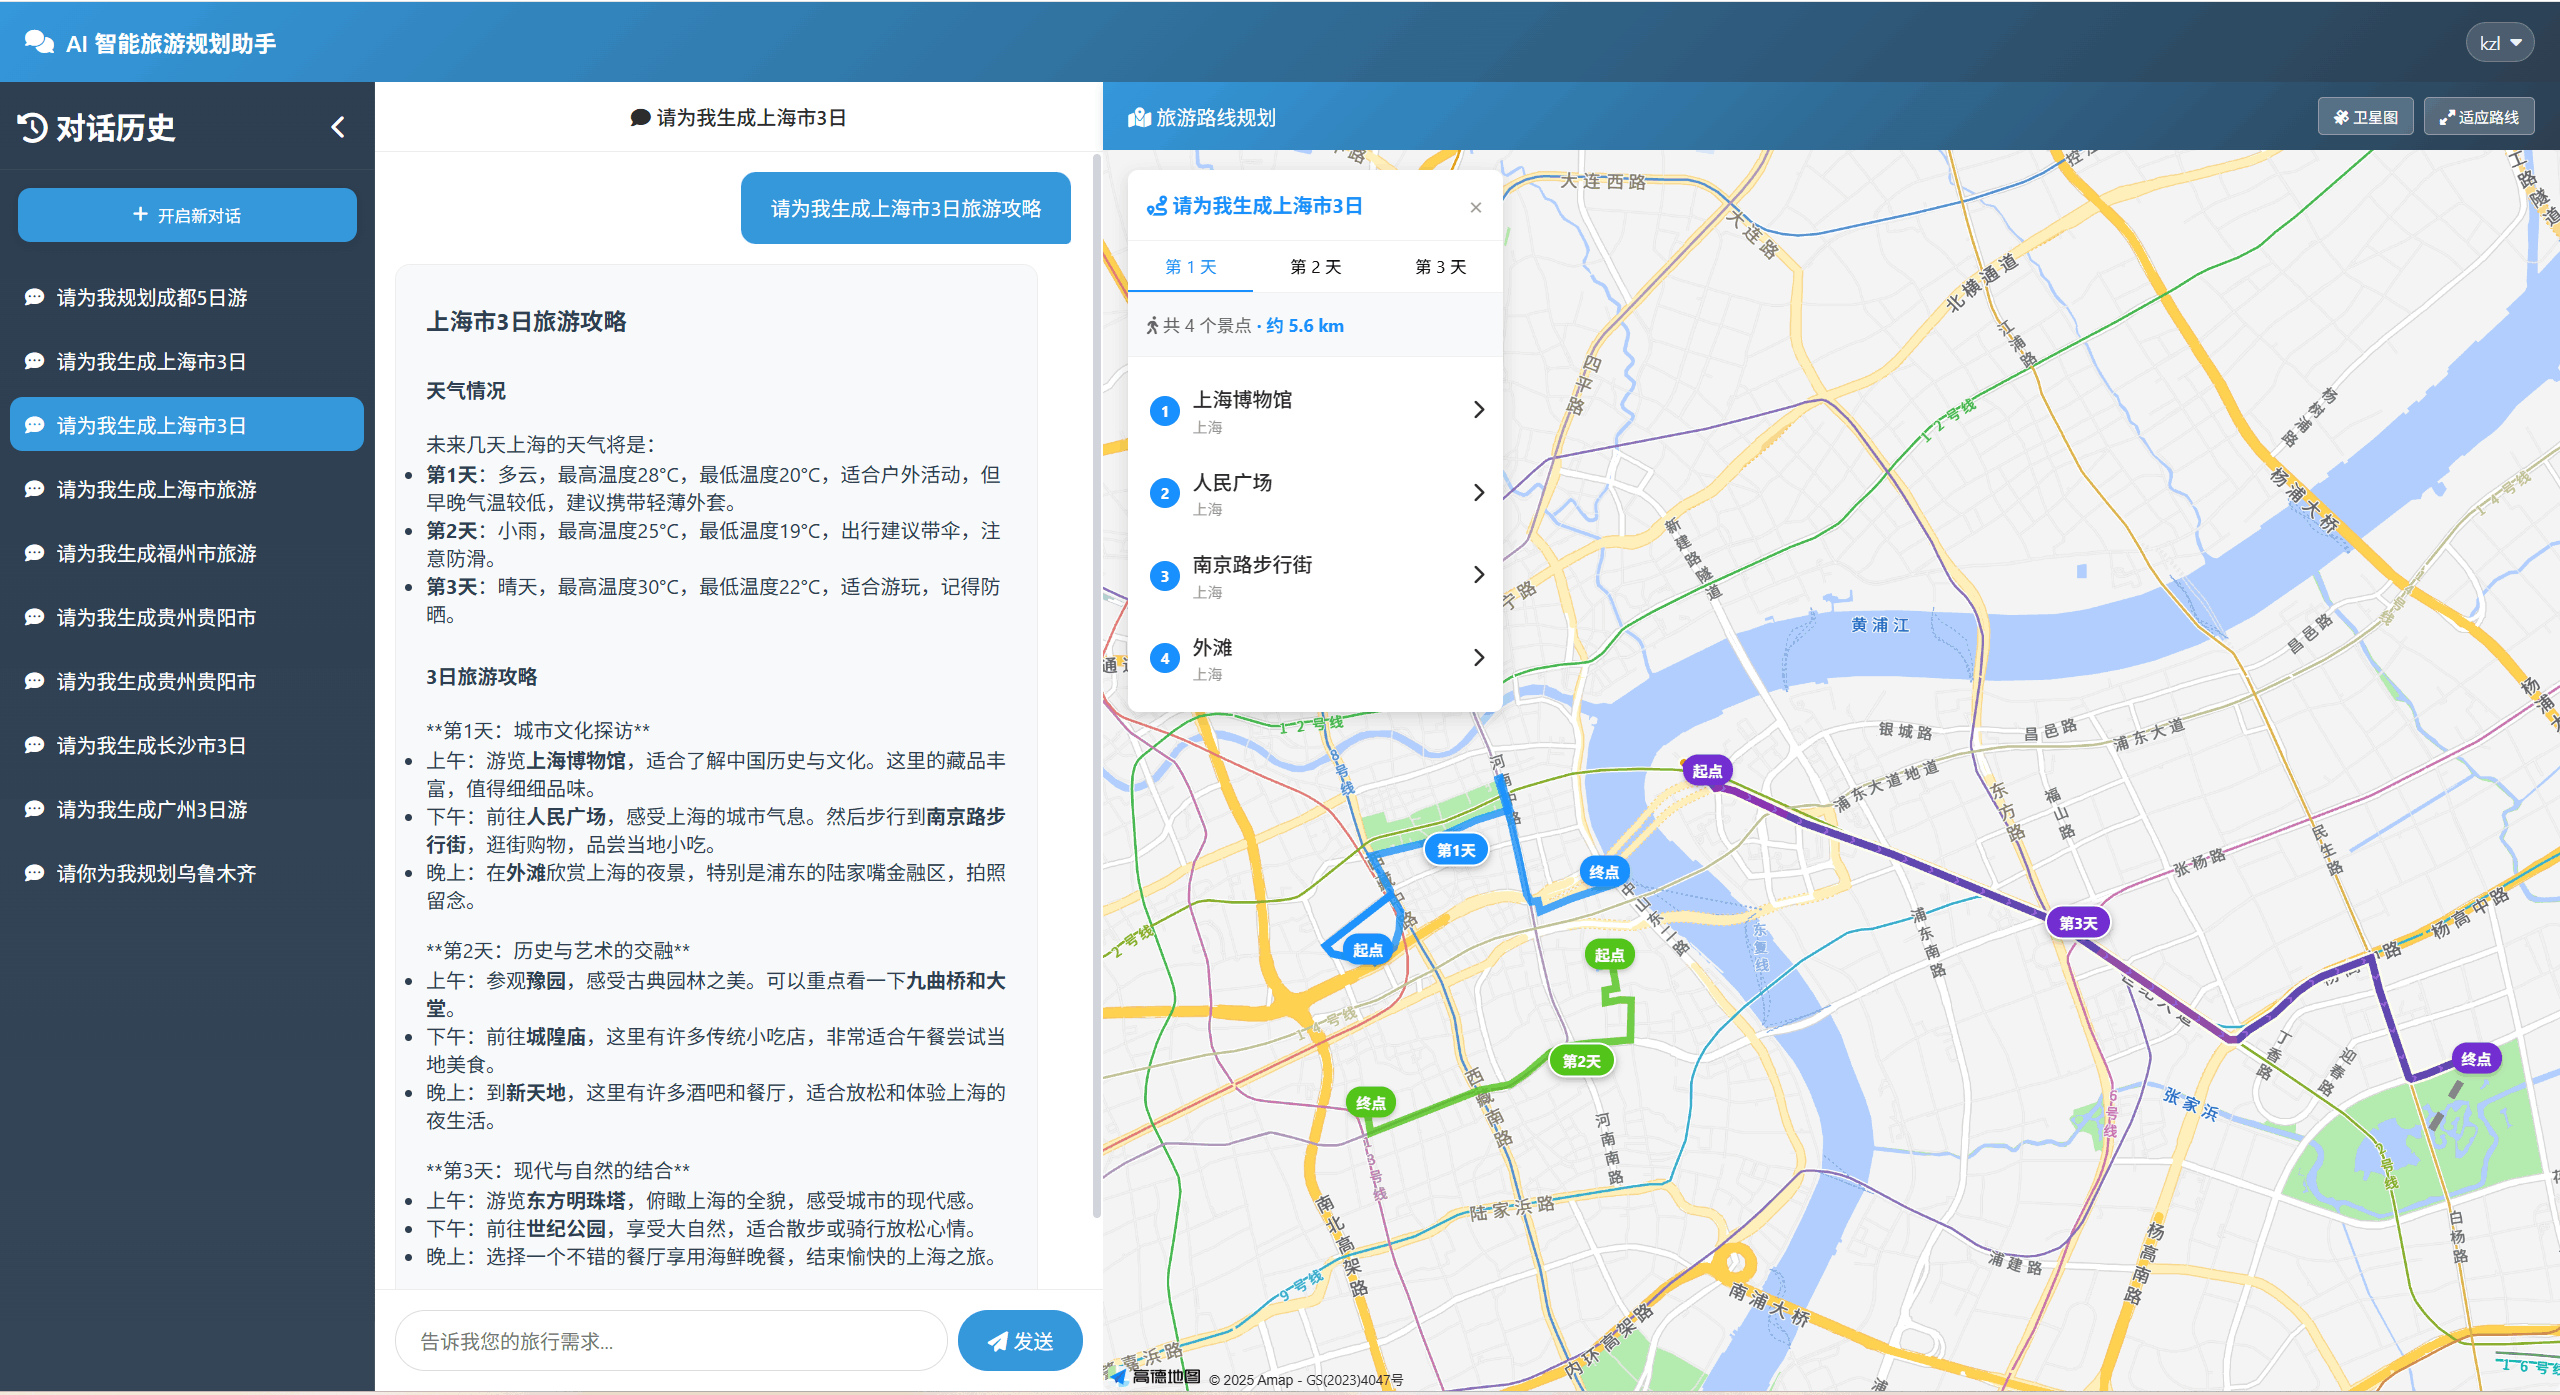 AI 智能旅游规划助手
kzl
对话历史
开启新对话
请为我规划成都5日游
请为我生成上海市3日
请为我生成上海市3日
请为我生成上海市旅游
请为我生成福州市旅游
请为我生成贵州贵阳市
请为我生成贵州贵阳市
请为我生成长沙市3日
请为我生成广州3日游
请你为我规划乌鲁木齐
请为我生成上海市3日
请为我生成上海市3日旅游攻略
上海市3日旅游攻略
天气情况
未来几天上海的天气将是：
第1天：多云，最高温度28°C，最低温度20°C，适合户外活动，但
早晚气温较低，建议携带轻薄外套。
第2天：小雨，最高温度25°C，最低温度19°C，出行建议带伞，注
意防滑。
第3天：晴天，最高温度30°C，最低温度22°C，适合游玩，记得防
晒。
3日旅游攻略
**第1天：城市文化探访**
上午：游览上海博物馆，适合了解中国历史与文化。这里的藏品丰
富，值得细细品味。
下午：前往人民广场，感受上海的城市气息。然后步行到南京路步
行街，逛街购物，品尝当地小吃。
晚上：在外滩欣赏上海的夜景，特别是浦东的陆家嘴金融区，拍照
留念。
**第2天：历史与艺术的交融**
上午：参观豫园，感受古典园林之美。可以重点看一下九曲桥和大
堂。
下午：前往城隍庙，这里有许多传统小吃店，非常适合午餐尝试当
地美食。
晚上：到新天地，这里有许多酒吧和餐厅，适合放松和体验上海的
夜生活。
**第3天：现代与自然的结合**
上午：游览东方明珠塔，俯瞰上海的全貌，感受城市的现代感。
下午：前往世纪公园，享受大自然，适合散步或骑行放松心情。
晚上：选择一个不错的餐厅享用海鲜晚餐，结束愉快的上海之旅。
告诉我您的旅行需求...
发送
旅游路线规划
卫星图
适应路线
请为我生成上海市3日
第 1 天
第 2 天
第 3 天
共 4 个景点 · 约 5.6 km
1
上海博物馆
上海
2
人民广场
上海
3
南京路步行街
上海
4
外滩
上海
大连西路
大连路
四平路
新建路隧道
北横通道
江浦路
12号线
杨树浦路
杨浦大桥
14号线
昌邑路
黄浦江
银城路
昌邑路
浦东大道
浦东大道地道
东方路
福山路
民生路
张杨路
杨高中路
12号线
8号线
起点
第1天
终点
起点
中山东二路
东复线
浦东南路
第3天
终点
起点
第2天
终点
起点
2号线
14号线
西藏南路
河南南路
13号线
陆家浜路
南北高架路
9号线
内环高架路
南浦大桥
浦建路
杨高南路
6号线
张家浜
丁香路
迎春路
2号线
白杨路
16号线
高德地图
© 2025 Amap - GS(2023)4047号